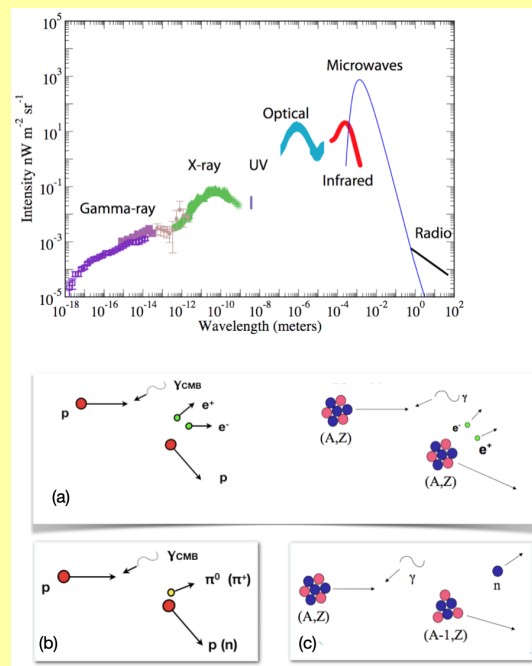 10^5
10^3
10^1
10^-1
10^-3
10^-5
Intensity nW m^-2 sr^-1
Microwaves
Optical
X-ray
UV
Infrared
Gamma-ray
Radio
10^-18 10^-16 10^-14 10^-12 10^-10 10^-8 10^-6 10^-4 10^-2 10^0 10^2
Wavelength (meters)
p
γCMB
e+
e-
p
(a)
(A,Z)
γ
e-
e+
(A,Z)
p
γCMB
π0 (π+)
p (n)
(b)
(A,Z)
γ
n
(A-1,Z)
(c)